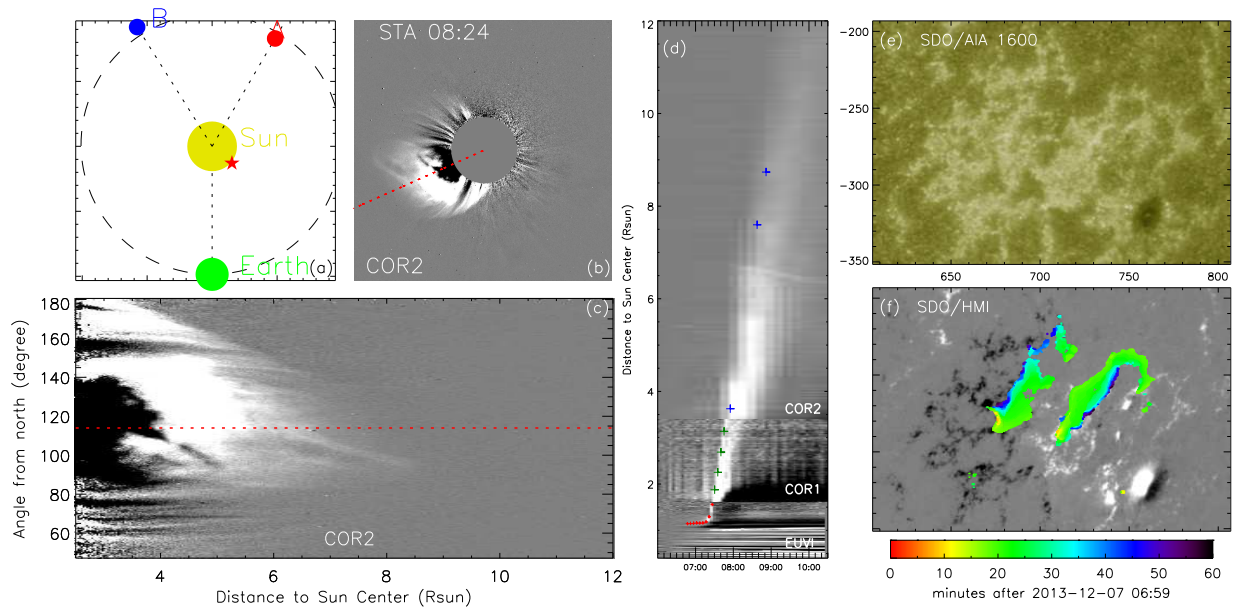 B
A
Sun
Earth
(a)
STA 08:24
COR2
(b)
(c)
COR2
180
160
140
120
100
80
60
Angle from north (degree)
4
6
8
10
12
Distance to Sun Center (Rsun)
(d)
12
10
8
6
4
2
Distance to Sun Center (Rsun)
COR2
COR1
EUVI
07:00
08:00
09:00
10:00
(e) SDO/AIA 1600
-200
-250
-300
-350
650
700
750
800
(f) SDO/HMI
0
10
20
30
40
50
60
minutes after 2013-12-07 06:59